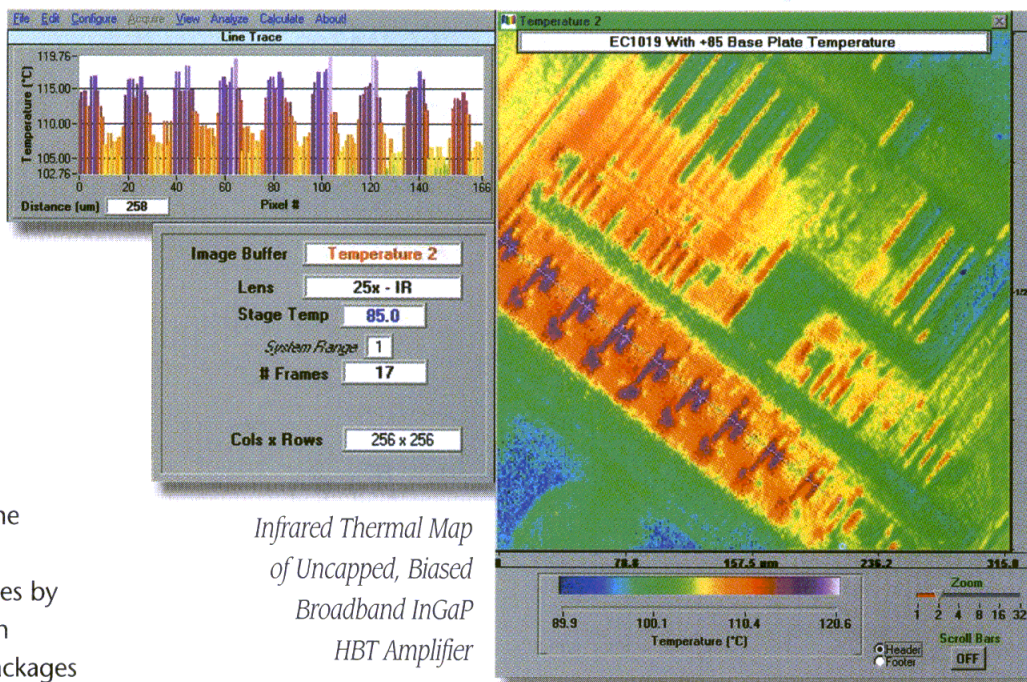 File Edit Configure Acquire View Analyze Calculate About!
Line Trace
119.76
115.00
110.00
105.00
102.76
Temperature (°C)
0 20 40 60 80 100 120 140 166
Pixel #
Distance (um) 258
Image Buffer Temperature 2
Lens 25x - IR
Stage Temp 85.0
System Range 1
# Frames 17
Cols x Rows 256 x 256
Infrared Thermal Map
of Uncapped, Biased
Broadband InGaP
HBT Amplifier
es by
ckages
Temperature 2
EC1019 With +85 Base Plate Temperature
78.8 157.5 um 236.2 315.0
89.9 100.1 110.4 120.6
Temperature (°C)
Zoom
1 2 4 8 16 32
Scroll Bars
Header
Footer
OFF